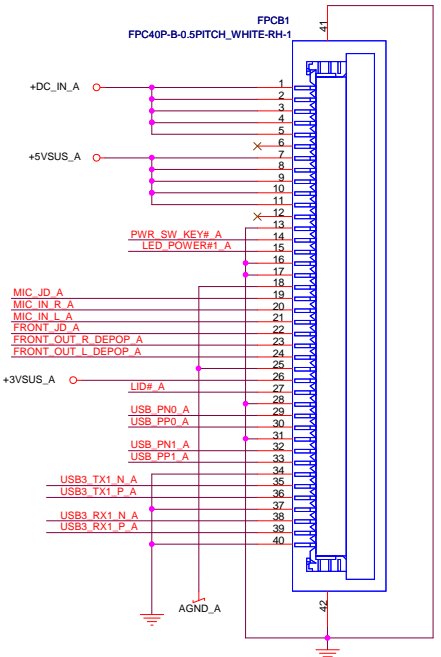 FPCB1
FPC40P-B-0.5PITCH_WHITE-RH-1
41
+DC_IN_A 1
2
3
4
5
6
+5VSUS_A 7
8
9
10
11
12
13
PWR_SW_KEY#_A 14
LED_POWER#1_A 15
16
17
18
MIC_JD_A 19
MIC_IN_R_A 20
MIC_IN_L_A 21
FRONT_JD_A 22
FRONT_OUT_R_DEPOP_A 23
FRONT_OUT_L_DEPOP_A 24
25
+3VSUS_A 26
LID#_A 27
28
USB_PN0_A 29
USB_PP0_A 30
31
USB_PN1_A 32
USB_PP1_A 33
34
USB3_TX1_N_A 35
USB3_TX1_P_A 36
37
USB3_RX1_N_A 38
USB3_RX1_P_A 39
40
AGND_A
42